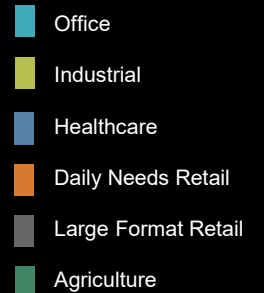 Office
Industrial
Healthcare
Daily Needs Retail
Large Format Retail
Agriculture